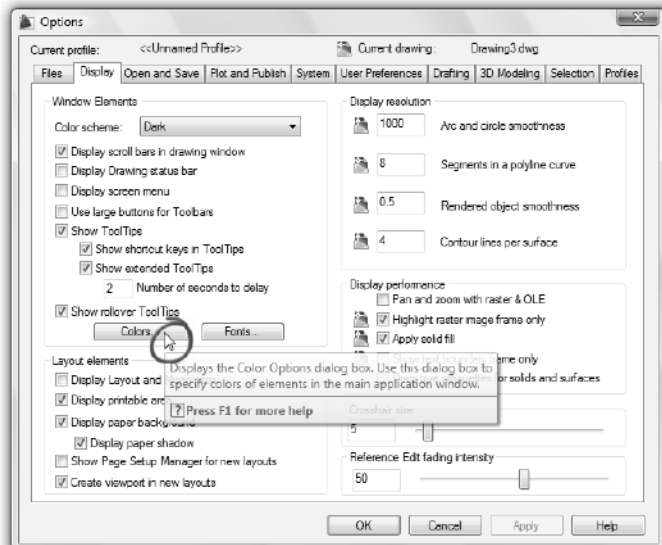 Options
Current profile: <<Unnamed Profile>> Current drawing: Drawing3.dwg
Files Display Open and Save Plot and Publish System User Preferences Drafting 3D Modeling Selection Profiles
Window Elements
Color scheme: Dark
Display scroll bars in drawing window
Display Drawing status bar
Display screen menu
Use large buttons for Toolbars
Show ToolTips
Show shortcut keys in ToolTips
Show extended ToolTips
2 Number of seconds to delay
Show rollover ToolTips
Colors... Fonts...
Layout elements
Display Layout and
Display printable area
Display paper background
Display paper shadow
Show Page Setup Manager for new layouts
Create viewport in new layouts
Displays the Color Options dialog box. Use this dialog box to
specify colors of elements in the main application window.
Press F1 for more help
Display resolution
1000 Arc and circle smoothness
8 Segments in a polyline curve
0.5 Rendered object smoothness
4 Contour lines per surface
Display performance
Pan and zoom with raster & OLE
Highlight raster image frame only
Apply solid fill
Show text boundary frame only
for solids and surfaces
Crosshair size
5
Reference Edit fading intensity
50
OK Cancel Apply Help